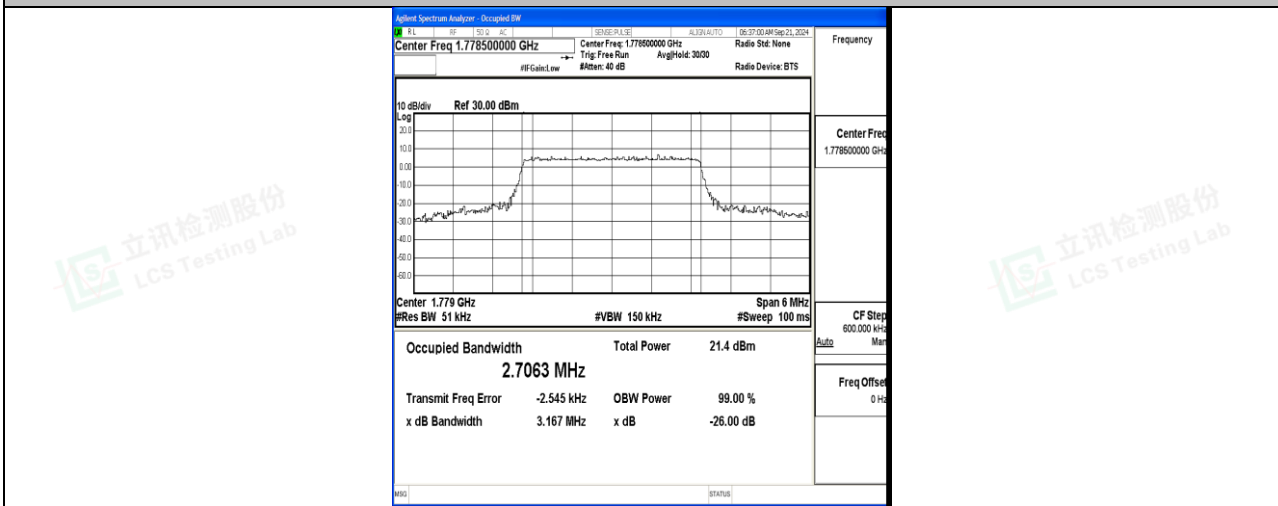 Agilent Spectrum Analyzer - Occupied BW
RL RF 50 Ω AC SENSE:PULSE ALIGN AUTO 06:37:00 AM Sep 21, 2024
Center Freq 1.778500000 GHz
Center Freq: 1.778500000 GHz
Radio Std: None
Trig: Free Run Avg|Hold: 30/30
#IFGain:Low
#Atten: 40 dB
Radio Device: BTS
10 dB/div Ref 30.00 dBm
Log
20.0
10.0
0.00
-10.0
-20.0
-30.0
-40.0
-50.0
-60.0
Center 1.779 GHz
Span 6 MHz
#Res BW 51 kHz
#VBW 150 kHz
#Sweep 100 ms
Occupied Bandwidth
Total Power 21.4 dBm
2.7063 MHz
Transmit Freq Error -2.545 kHz OBW Power 99.00 %
x dB Bandwidth 3.167 MHz x dB -26.00 dB
MSG
STATUS
Frequency
Center Freq
1.778500000 GHz
CF Step
600.000 kHz
Auto Man
Freq Offset
0 Hz
立讯检测股份
LCS Testing Lab
立讯检测股份
LCS Testing Lab